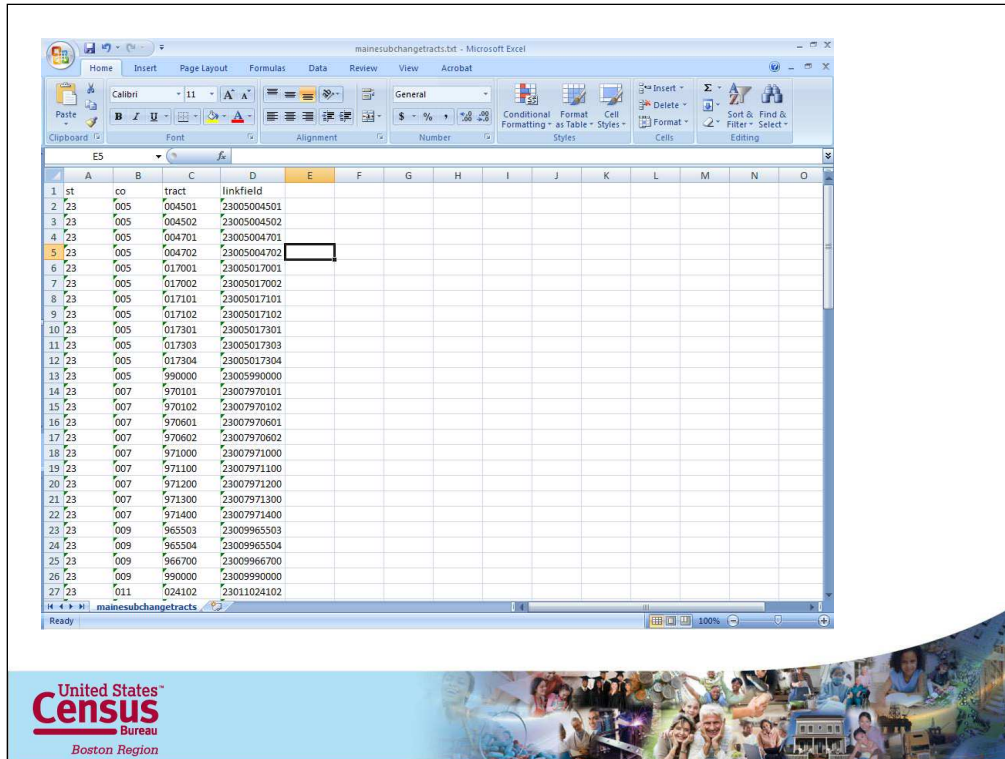 mainesubchangetracts.txt - Microsoft Excel
Home Insert Page Layout Formulas Data Review View Acrobat
Paste
Calibri 11 A A
B I U A
General
$ % , .0 .00 .00 .0
Conditional Formatting
Format as Table
Cell Styles
Insert
Delete
Format
Σ
Sort & Filter
Find & Select
Clipboard Font Alignment Number Styles Cells Editing
E5 fx
A B C D E F G H I J K L M N O
1 st co tract linkfield
2 23 005 004501 23005004501
3 23 005 004502 23005004502
4 23 005 004701 23005004701
5 23 005 004702 23005004702
6 23 005 017001 23005017001
7 23 005 017002 23005017002
8 23 005 017101 23005017101
9 23 005 017102 23005017102
10 23 005 017301 23005017301
11 23 005 017303 23005017303
12 23 005 017304 23005017304
13 23 005 990000 23005990000
14 23 007 970101 23007970101
15 23 007 970102 23007970102
16 23 007 970601 23007970601
17 23 007 970602 23007970602
18 23 007 971000 23007971000
19 23 007 971100 23007971100
20 23 007 971200 23007971200
21 23 007 971300 23007971300
22 23 007 971400 23007971400
23 23 009 965503 23009965503
24 23 009 965504 23009965504
25 23 009 966700 23009966700
26 23 009 990000 23009990000
27 23 011 024102 23011024102
mainesubchangetracts
Ready 100%
United States™
Census
Bureau
Boston Region